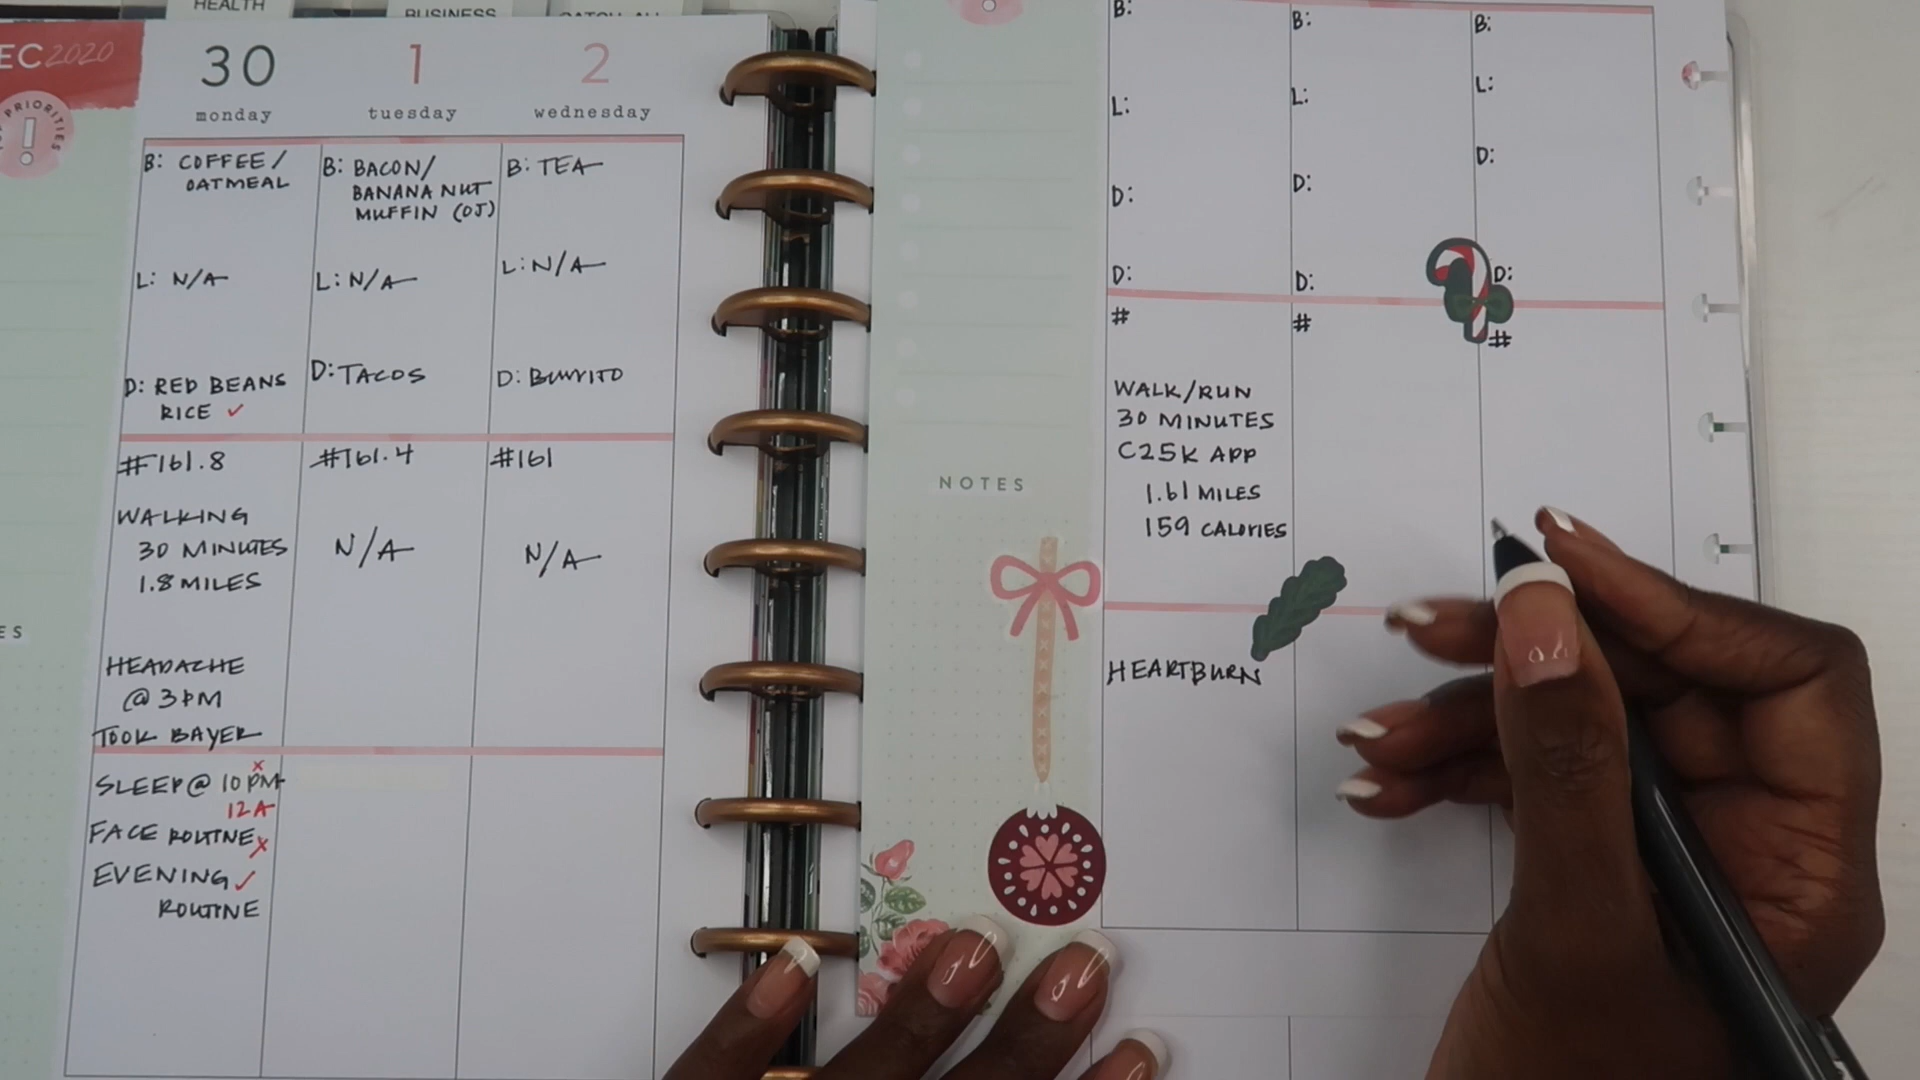 HEALTH
BUSINESS
EC 2020
PRIORITIES
!
30
monday
1
tuesday
2
wednesday
B: COFFEE/
OATMEAL
L: N/A
D: RED BEANS
RICE ✓
#161.8
WALKING
30 MINUTES
1.8 MILES
HEADACHE
@ 3PM
TOOK BAYER
SLEEP@ 10PM x
12A
FACE ROUTINE x
EVENING ✓
ROUTINE
B: BACON/
BANANA NUT
MUFFIN (OJ)
L: N/A
D: TACOS
#161.4
N/A
B: TEA
L: N/A
D: BURRITO
#161
N/A
ES
NOTES
B:
L:
D:
D:
#
WALK/RUN
30 MINUTES
C25K APP
1.61 MILES
159 CALORIES
HEARTBURN
B:
L:
D:
D:
#
B:
L:
D:
D:
#